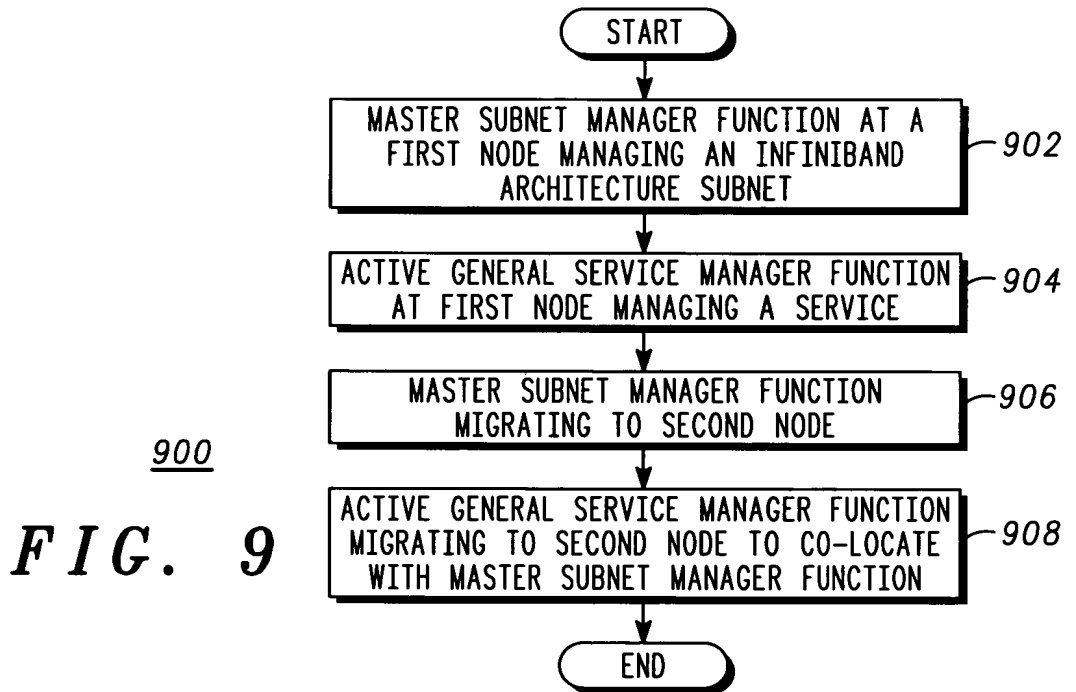 START
MASTER SUBNET MANAGER FUNCTION AT A
FIRST NODE MANAGING AN INFINIBAND
ARCHITECTURE SUBNET
902
ACTIVE GENERAL SERVICE MANAGER FUNCTION
AT FIRST NODE MANAGING A SERVICE
904
MASTER SUBNET MANAGER FUNCTION
MIGRATING TO SECOND NODE
906
ACTIVE GENERAL SERVICE MANAGER FUNCTION
MIGRATING TO SECOND NODE TO CO-LOCATE
WITH MASTER SUBNET MANAGER FUNCTION
908
END
900
FIG. 9